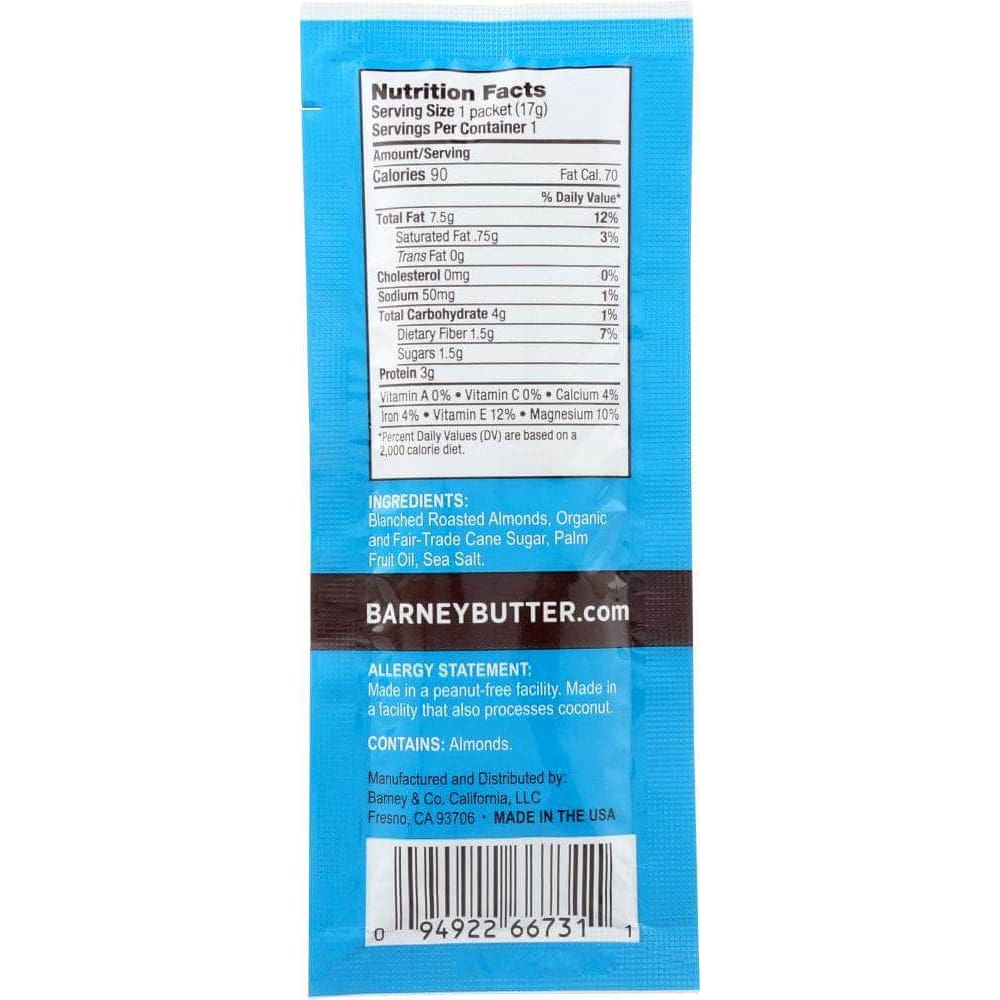 Nutrition Facts
Serving Size 1 packet (17g)
Servings Per Container 1
Amount/Serving
Calories 90 Fat Cal. 70
% Daily Value*
Total Fat 7.5g 12%
Saturated Fat .75g 3%
Trans Fat 0g
Cholesterol 0mg 0%
Sodium 50mg 1%
Total Carbohydrate 4g 1%
Dietary Fiber 1.5g 7%
Sugars 1.5g
Protein 3g
Vitamin A 0% • Vitamin C 0% • Calcium 4%
Iron 4% • Vitamin E 12% • Magnesium 10%
*Percent Daily Values (DV) are based on a
2,000 calorie diet.
INGREDIENTS:
Blanched Roasted Almonds, Organic
and Fair-Trade Cane Sugar, Palm
Fruit Oil, Sea Salt.
BARNEYBUTTER.com
ALLERGY STATEMENT:
Made in a peanut-free facility. Made in
a facility that also processes coconut.
CONTAINS: Almonds.
Manufactured and Distributed by:
Barney & Co. California, LLC
Fresno, CA 93706 · MADE IN THE USA
0 94922 66731 1